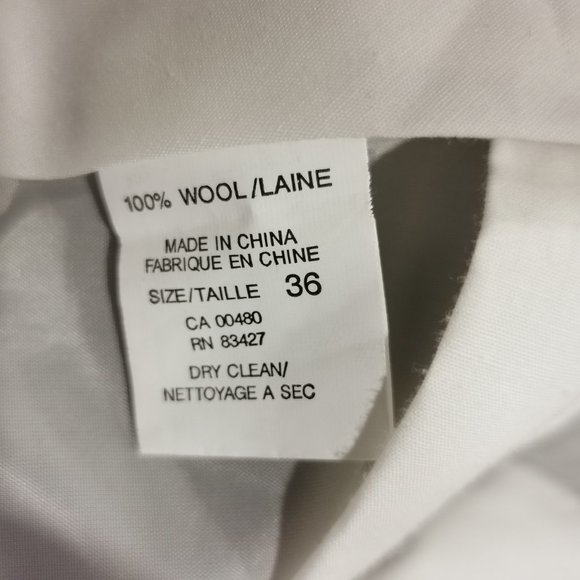 100% WOOL/LAINE
MADE IN CHINA
FABRIQUE EN CHINE
SIZE/TAILLE 36
CA 00480
RN 83427
DRY CLEAN/
NETTOYAGE A SEC